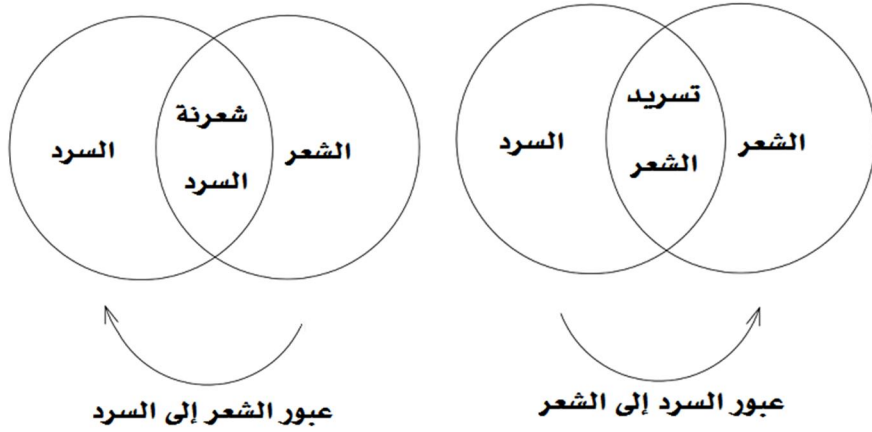 تسريد
الشعر
السرد
الشعر
عبور السرد إلى الشعر
شعرنة
السرد
الشعر
السرد
عبور الشعر إلى السرد